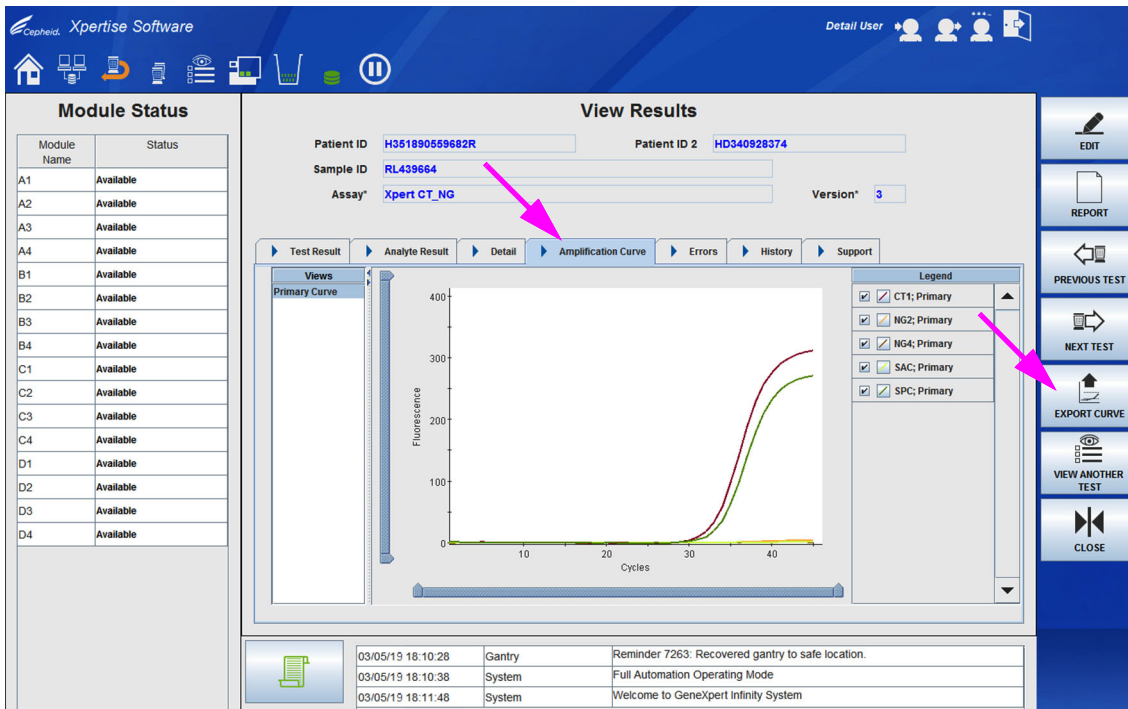 Cepheid. Xpertise Software
Detail User
Module Status
Module Name
Status
A1 Available
A2 Available
A3 Available
A4 Available
B1 Available
B2 Available
B3 Available
B4 Available
C1 Available
C2 Available
C3 Available
C4 Available
D1 Available
D2 Available
D3 Available
D4 Available
View Results
Patient ID H351890559682R Patient ID 2 HD340928374
Sample ID RL439664
Assay* Xpert CT_NG Version* 3
Test Result Analyte Result Detail Amplification Curve Errors History Support
Views
Primary Curve
Fluorescence
400
300
200
100
0
10 20 30 40
Cycles
Legend
CT1; Primary
NG2; Primary
NG4; Primary
SAC; Primary
SPC; Primary
03/05/19 18:10:28 Gantry Reminder 7263: Recovered gantry to safe location.
03/05/19 18:10:38 System Full Automation Operating Mode
03/05/19 18:11:48 System Welcome to GeneXpert Infinity System
EDIT
REPORT
PREVIOUS TEST
NEXT TEST
EXPORT CURVE
VIEW ANOTHER
TEST
CLOSE